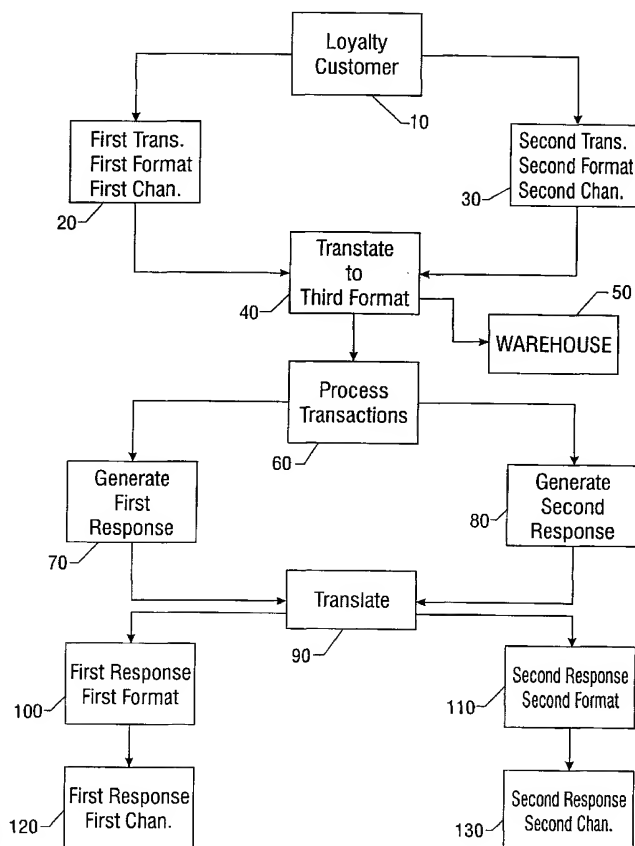 Loyalty
Customer
10
First Trans.
First Format
First Chan.
20
Second Trans.
Second Format
Second Chan.
30
Transtate
to
Third Format
40
50
WAREHOUSE
Process
Transactions
60
Generate
First
Response
70
Generate
Second
Response
80
Translate
90
First Response
First Format
100
Second Response
Second Format
110
First Response
First Chan.
120
Second Response
Second Chan.
130